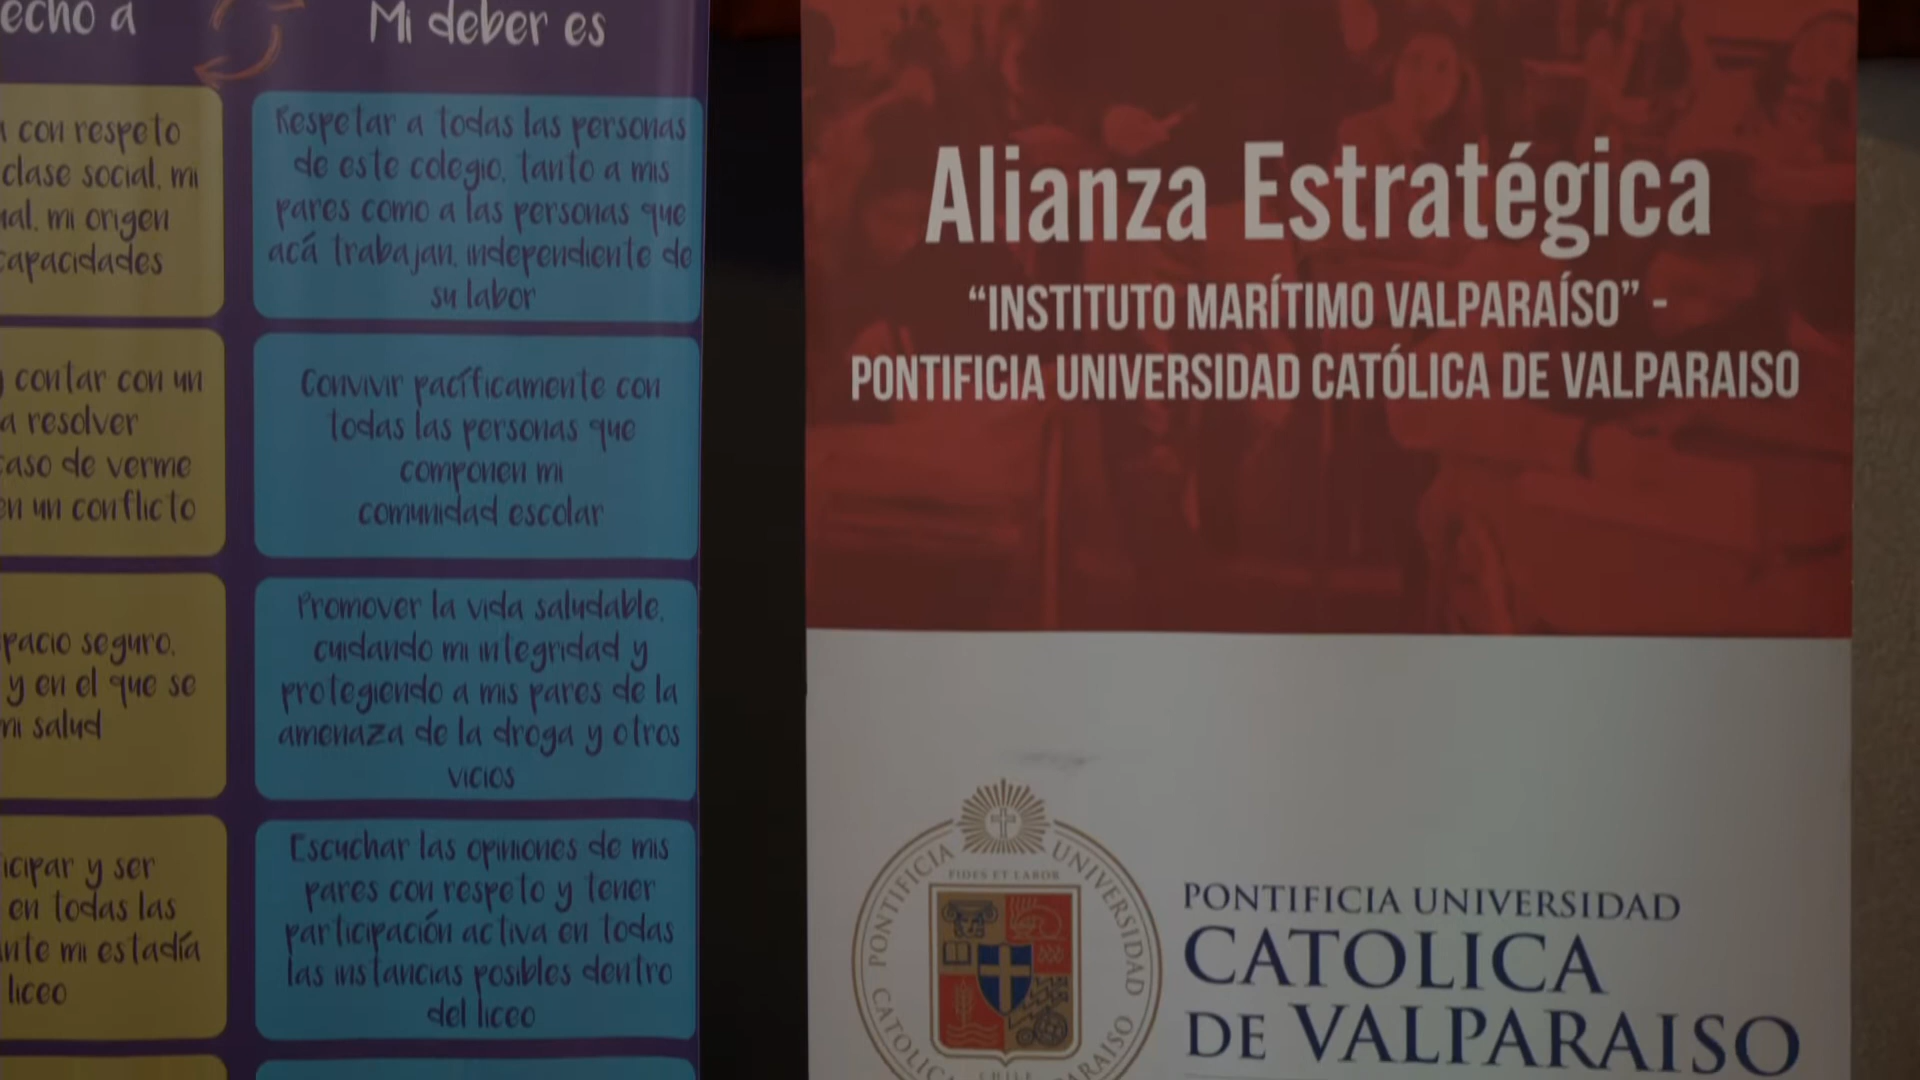 echo a
Mi deber es
con respeto
clase social, mi
mi origen
capacidades
Respetar a todas las personas
de este colegio, tanto a mis
pares como a las personas que
acá trabajan, independiente de
su labor
contar con un
a resolver
caso de verme
en un conflicto
Convivir pacíficamente con
todas las personas que
componen mi
comunidad escolar
pacio seguro,
y en el que se
mi salud
Promover la vida saludable,
cuidando mi integridad y
protegiendo a mis pares de la
amenaza de la droga y otros
vicios
icipar y ser
en todas las
nte mi estadía
liceo
Escuchar las opiniones de mis
pares con respeto y tener
participación activa en todas
las instancias posibles dentro
del liceo
Alianza Estratégica
“INSTITUTO MARÍTIMO VALPARAÍSO” -
PONTIFICIA UNIVERSIDAD CATÓLICA DE VALPARAISO
PONTIFICIA UNIVERSIDAD
FIDES ET LABOR
CATOLIC
PARAISO
CHILE
PONTIFICIA UNIVERSIDAD
CATOLICA
DE VALPARAISO